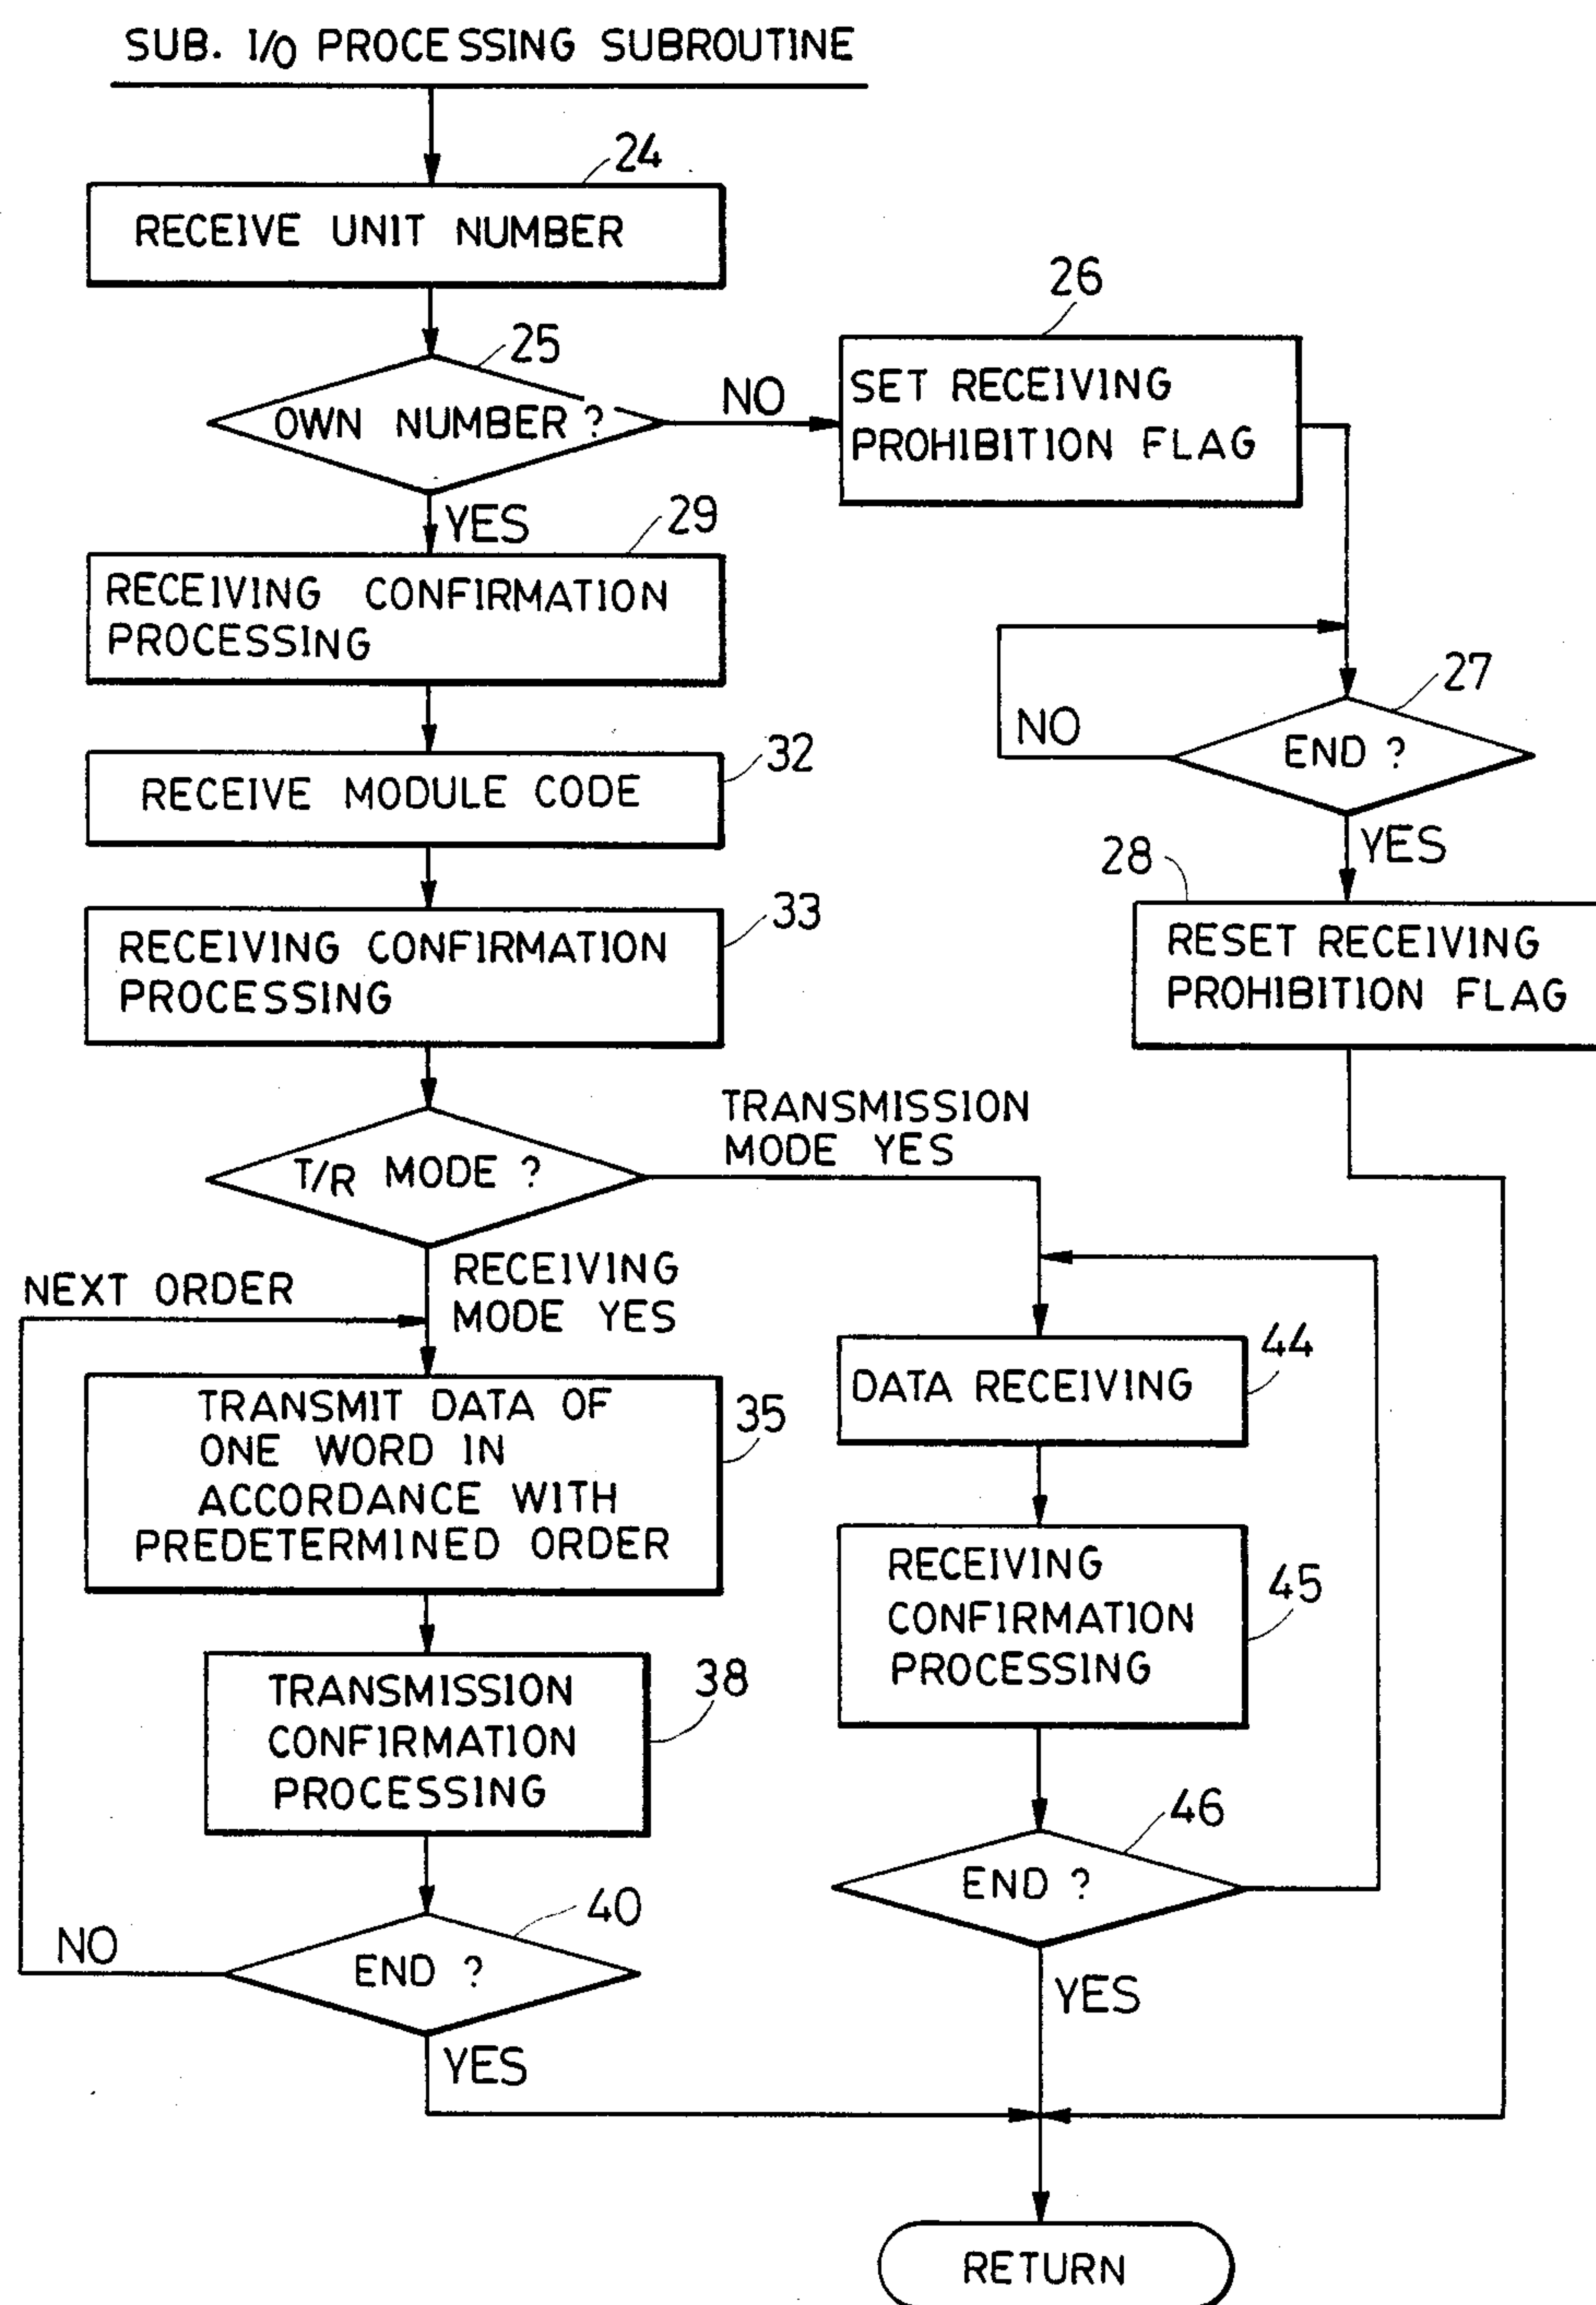 SUB. I/O PROCESSING SUBROUTINE
24
RECEIVE UNIT NUMBER
25
OWN NUMBER ?
NO
26
SET RECEIVING
PROHIBITION FLAG
YES
29
RECEIVING CONFIRMATION
PROCESSING
27
END ?
NO
YES
32
RECEIVE MODULE CODE
28
RESET RECEIVING
PROHIBITION FLAG
33
RECEIVING CONFIRMATION
PROCESSING
T/R MODE ?
TRANSMISSION
MODE YES
RECEIVING
MODE YES
NEXT ORDER
35
TRANSMIT DATA OF
ONE WORD IN
ACCORDANCE WITH
PREDETERMINED ORDER
44
DATA RECEIVING
38
TRANSMISSION
CONFIRMATION
PROCESSING
45
RECEIVING
CONFIRMATION
PROCESSING
40
END ?
NO
YES
46
END ?
YES
RETURN